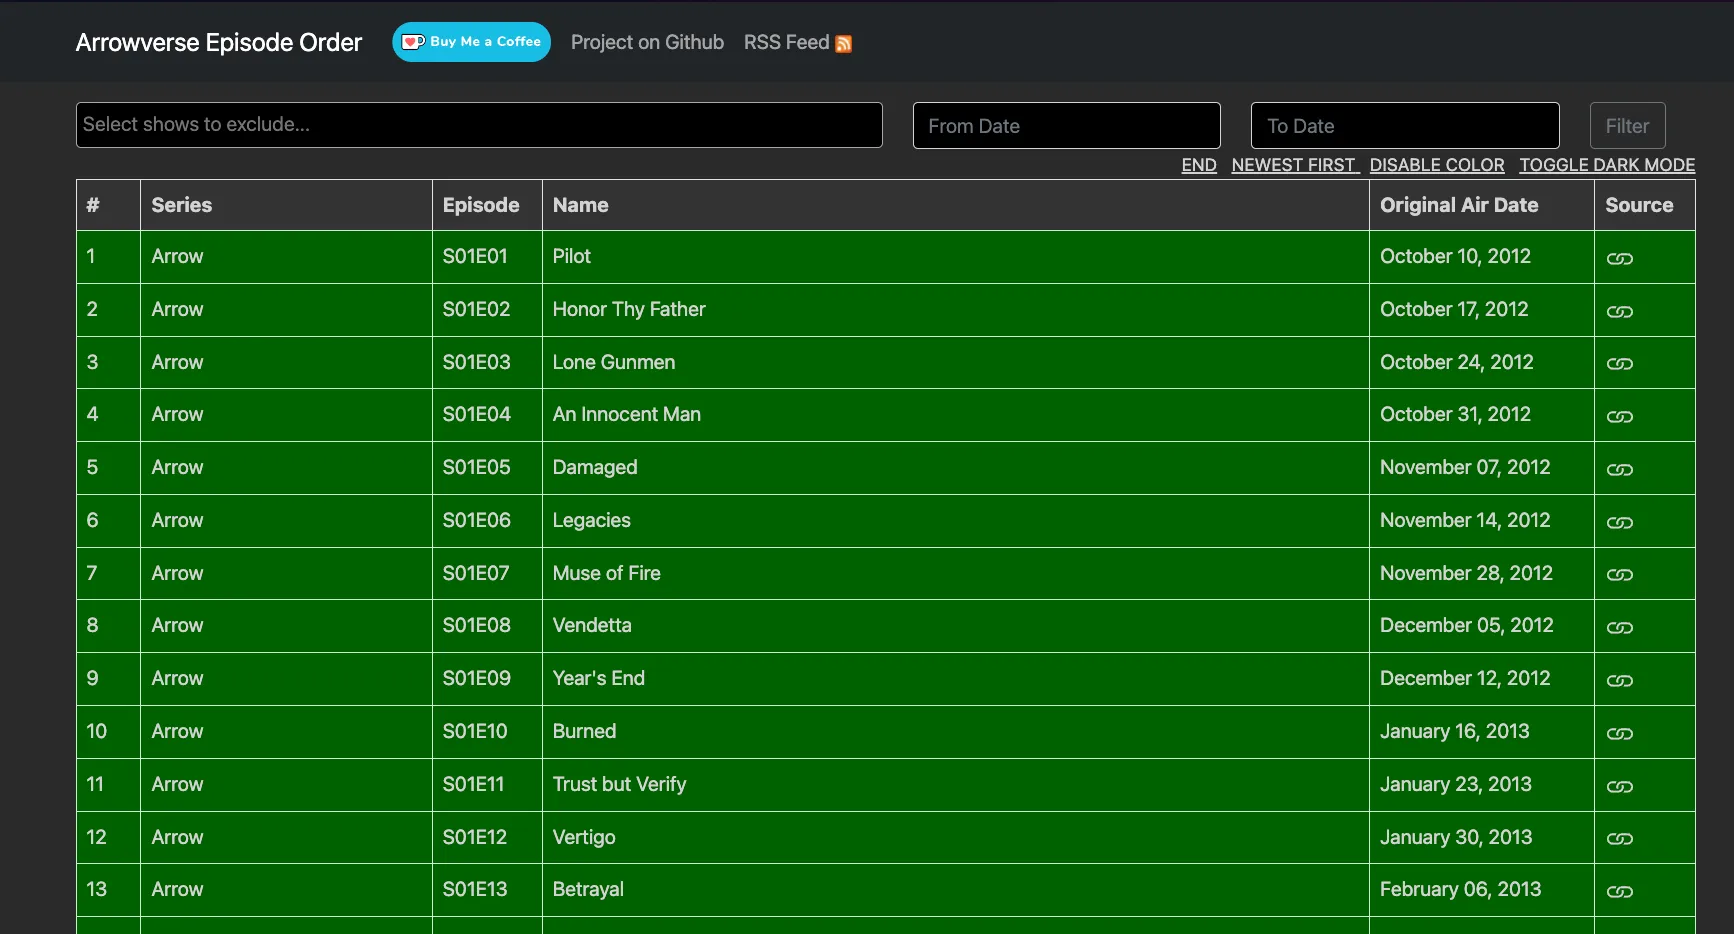 Arrowverse Episode Order Buy Me a Coffee Project on Github RSS Feed
Select shows to exclude... From Date To Date Filter
END NEWEST FIRST DISABLE COLOR TOGGLE DARK MODE
# Series Episode Name Original Air Date Source
1 Arrow S01E01 Pilot October 10, 2012
2 Arrow S01E02 Honor Thy Father October 17, 2012
3 Arrow S01E03 Lone Gunmen October 24, 2012
4 Arrow S01E04 An Innocent Man October 31, 2012
5 Arrow S01E05 Damaged November 07, 2012
6 Arrow S01E06 Legacies November 14, 2012
7 Arrow S01E07 Muse of Fire November 28, 2012
8 Arrow S01E08 Vendetta December 05, 2012
9 Arrow S01E09 Year's End December 12, 2012
10 Arrow S01E10 Burned January 16, 2013
11 Arrow S01E11 Trust but Verify January 23, 2013
12 Arrow S01E12 Vertigo January 30, 2013
13 Arrow S01E13 Betrayal February 06, 2013